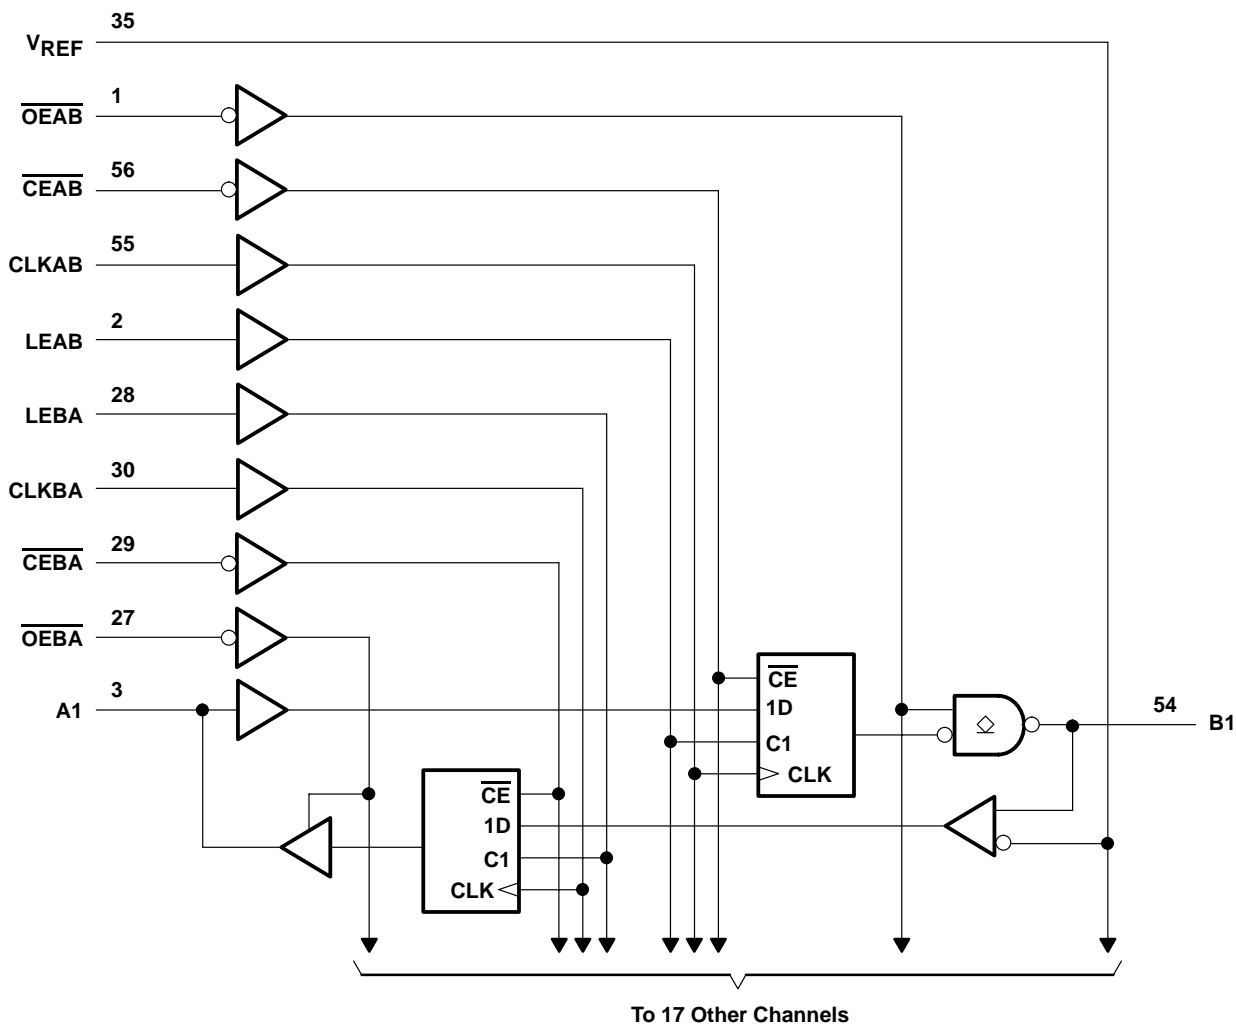 35
VREF
1
OEAB
56
CEAB
55
CLKAB
2
LEAB
28
LEBA
30
CLKBA
29
CEBA
27
OEBA
3
A1
CE
1D
C1
CLK
54
B1
CE
1D
C1
CLK
To 17 Other Channels